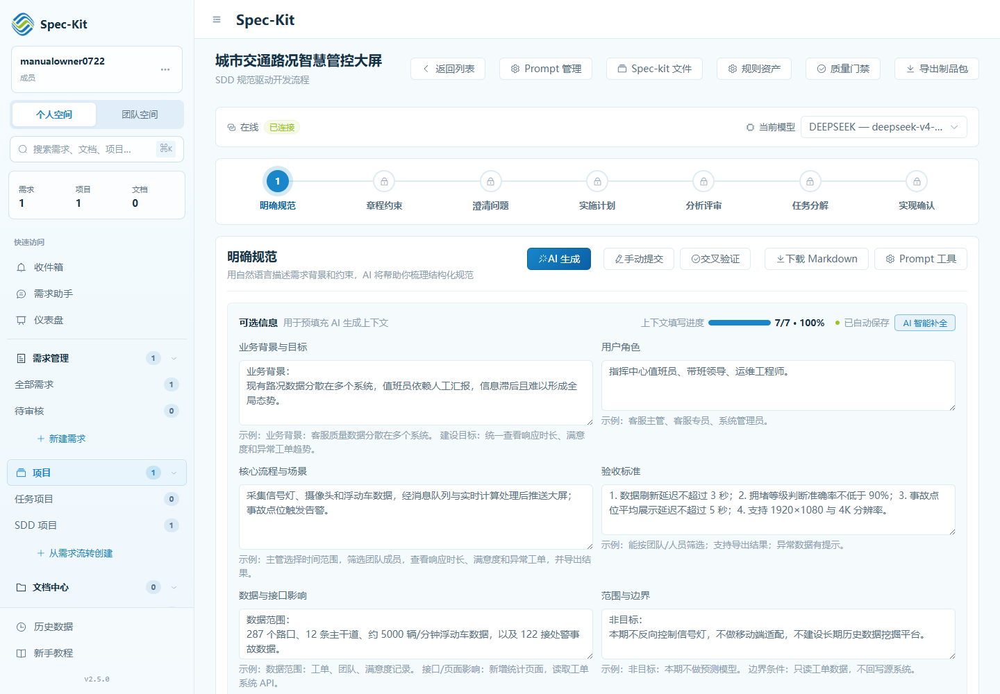 Spec-Kit
manualowner0722
成员
个人空间
团队空间
搜索需求、文档、项目...
⌘K
需求
项目
文档
1
1
0
快速访问
收件箱
需求助手
仪表盘
需求管理
1
全部需求
1
待审核
0
新建需求
项目
1
任务项目
0
SDD 项目
1
从需求流转创建
文档中心
0
历史数据
新手教程
v2.5.0
Spec-Kit
城市交通路况智慧管控大屏
SDD 规范驱动开发流程
返回列表
Prompt 管理
Spec-kit 文件
规则资产
质量门禁
导出制品包
在线
已连接
当前模型
DEEPSEEK — deepseek-v4-...
1
明确规范
章程约束
澄清问题
实施计划
分析评审
任务分解
实现确认
明确规范
用自然语言描述需求背景和约束，AI 将帮助你梳理结构化规范
AI 生成
手动提交
交叉验证
下载 Markdown
Prompt 工具
可选信息
用于预填充 AI 生成上下文
上下文填写进度
7/7 • 100%
已自动保存
AI 智能补全
业务背景与目标
业务背景：
现有路况数据分散在多个系统，值班员依赖人工汇报，信息滞后且难以形成全
局态势。
示例：业务背景：客服质量数据分散在多个系统。 建设目标：统一查看响应时长、满意
度和异常工单趋势。
用户角色
指挥中心值班员、带班领导、运维工程师。
示例：客服主管、客服专员、系统管理员。
核心流程与场景
采集信号灯、摄像头和浮动车数据，经消息队列与实时计算处理后推送大屏；
事故点位触发告警。
示例：主管选择时间范围，筛选团队成员，查看响应时长、满意度和异常工单，并导出结
果。
验收标准
1. 数据刷新延迟不超过 3 秒；2. 拥堵等级判断准确率不低于 90%；3. 事故点
位平均展示延迟不超过 5 秒；4. 支持 1920×1080 与 4K 分辨率。
示例：能按团队/人员筛选；支持导出结果；异常数据有提示。
数据与接口影响
数据范围：
287 个路口、12 条主干道、约 5000 辆/分钟浮动车数据，以及 122 接处警事
故数据。
示例：数据范围：工单、团队、满意度记录。 接口/页面影响：新增统计页面，读取工单
系统 API。
范围与边界
非目标：
本期不反向控制信号灯，不做移动端适配，不建设长期历史数据挖掘平台。
示例：非目标：本期不做预测模型。 边界条件：只读工单数据，不回写源系统。